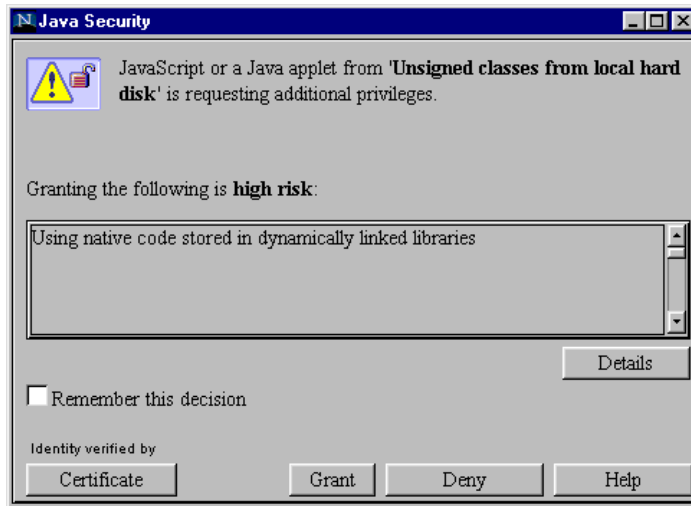 N Java Security
JavaScript or a Java applet from 'Unsigned classes from local hard
disk' is requesting additional privileges.
Granting the following is high risk:
Using native code stored in dynamically linked libraries
Details
Remember this decision
Identity verified by
Certificate Grant Deny Help